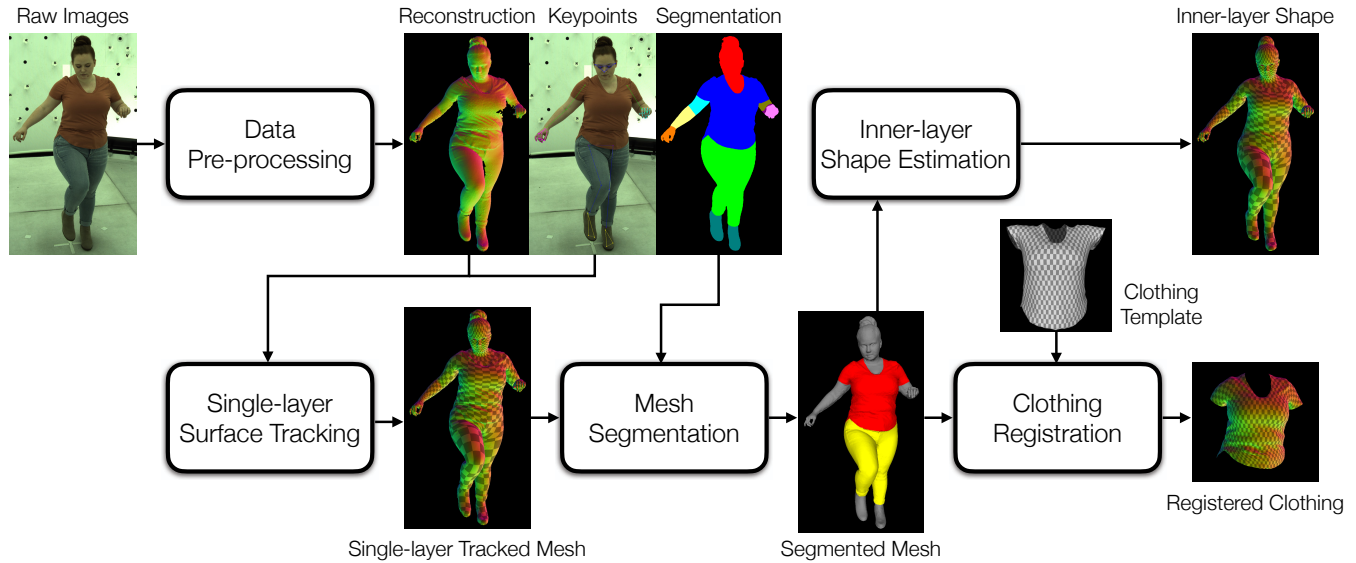 Raw Images
Reconstruction
Keypoints
Segmentation
Inner-layer Shape
Data
Pre-processing
Inner-layer
Shape Estimation
Clothing
Template
Single-layer
Surface Tracking
Mesh
Segmentation
Clothing
Registration
Single-layer Tracked Mesh
Segmented Mesh
Registered Clothing